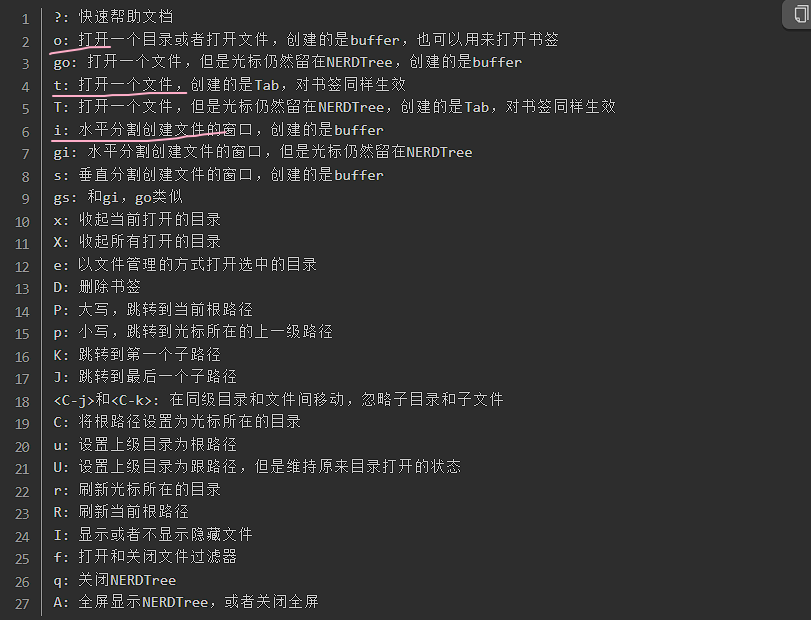 1 ?: 快速帮助文档
2 o: 打开一个目录或者打开文件，创建的是buffer，也可以用来打开书签
3 go: 打开一个文件，但是光标仍然留在NERDTree，创建的是buffer
4 t: 打开一个文件，创建的是Tab，对书签同样生效
5 T: 打开一个文件，但是光标仍然留在NERDTree，创建的是Tab，对书签同样生效
6 i: 水平分割创建文件的窗口，创建的是buffer
7 gi: 水平分割创建文件的窗口，但是光标仍然留在NERDTree
8 s: 垂直分割创建文件的窗口，创建的是buffer
9 gs: 和gi，go类似
10 x: 收起当前打开的目录
11 X: 收起所有打开的目录
12 e: 以文件管理的方式打开选中的目录
13 D: 删除书签
14 P: 大写，跳转到当前根路径
15 p: 小写，跳转到光标所在的上一级路径
16 K: 跳转到第一个子路径
17 J: 跳转到最后一个子路径
18 <C-j>和<C-k>: 在同级目录和文件间移动，忽略子目录和子文件
19 C: 将根路径设置为光标所在的目录
20 u: 设置上级目录为根路径
21 U: 设置上级目录为跟路径，但是维持原来目录打开的状态
22 r: 刷新光标所在的目录
23 R: 刷新当前根路径
24 I: 显示或者不显示隐藏文件
25 f: 打开和关闭文件过滤器
26 q: 关闭NERDTree
27 A: 全屏显示NERDTree，或者关闭全屏